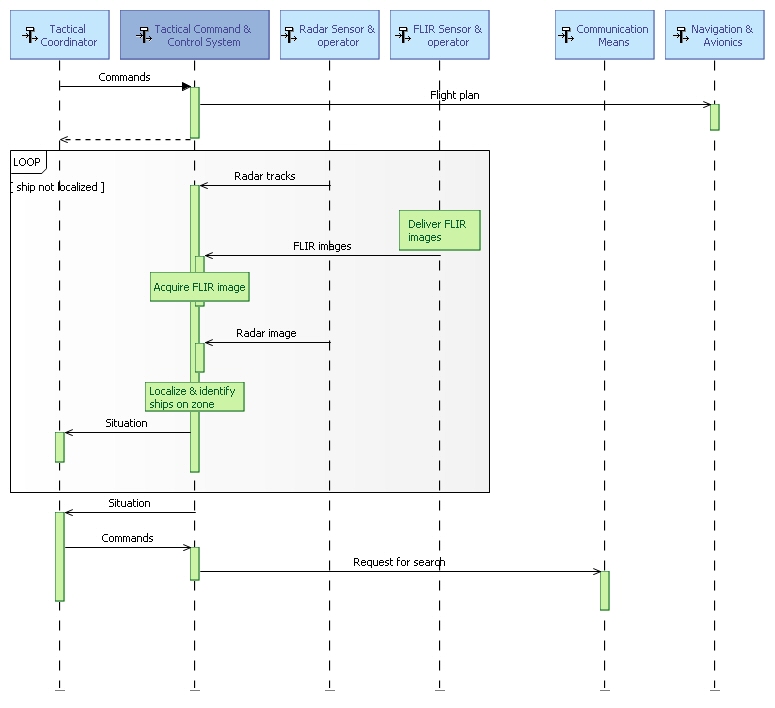 Tactical
Coordinator
Tactical Command &
Control System
Radar Sensor &
operator
FLIR Sensor &
operator
Communication
Means
Navigation &
Avionics
Commands
Flight plan
LOOP
[ ship not localized ]
Radar tracks
Deliver FLIR
images
FLIR images
Acquire FLIR image
Radar image
Localize & identify
ships on zone
Situation
Situation
Commands
Request for search